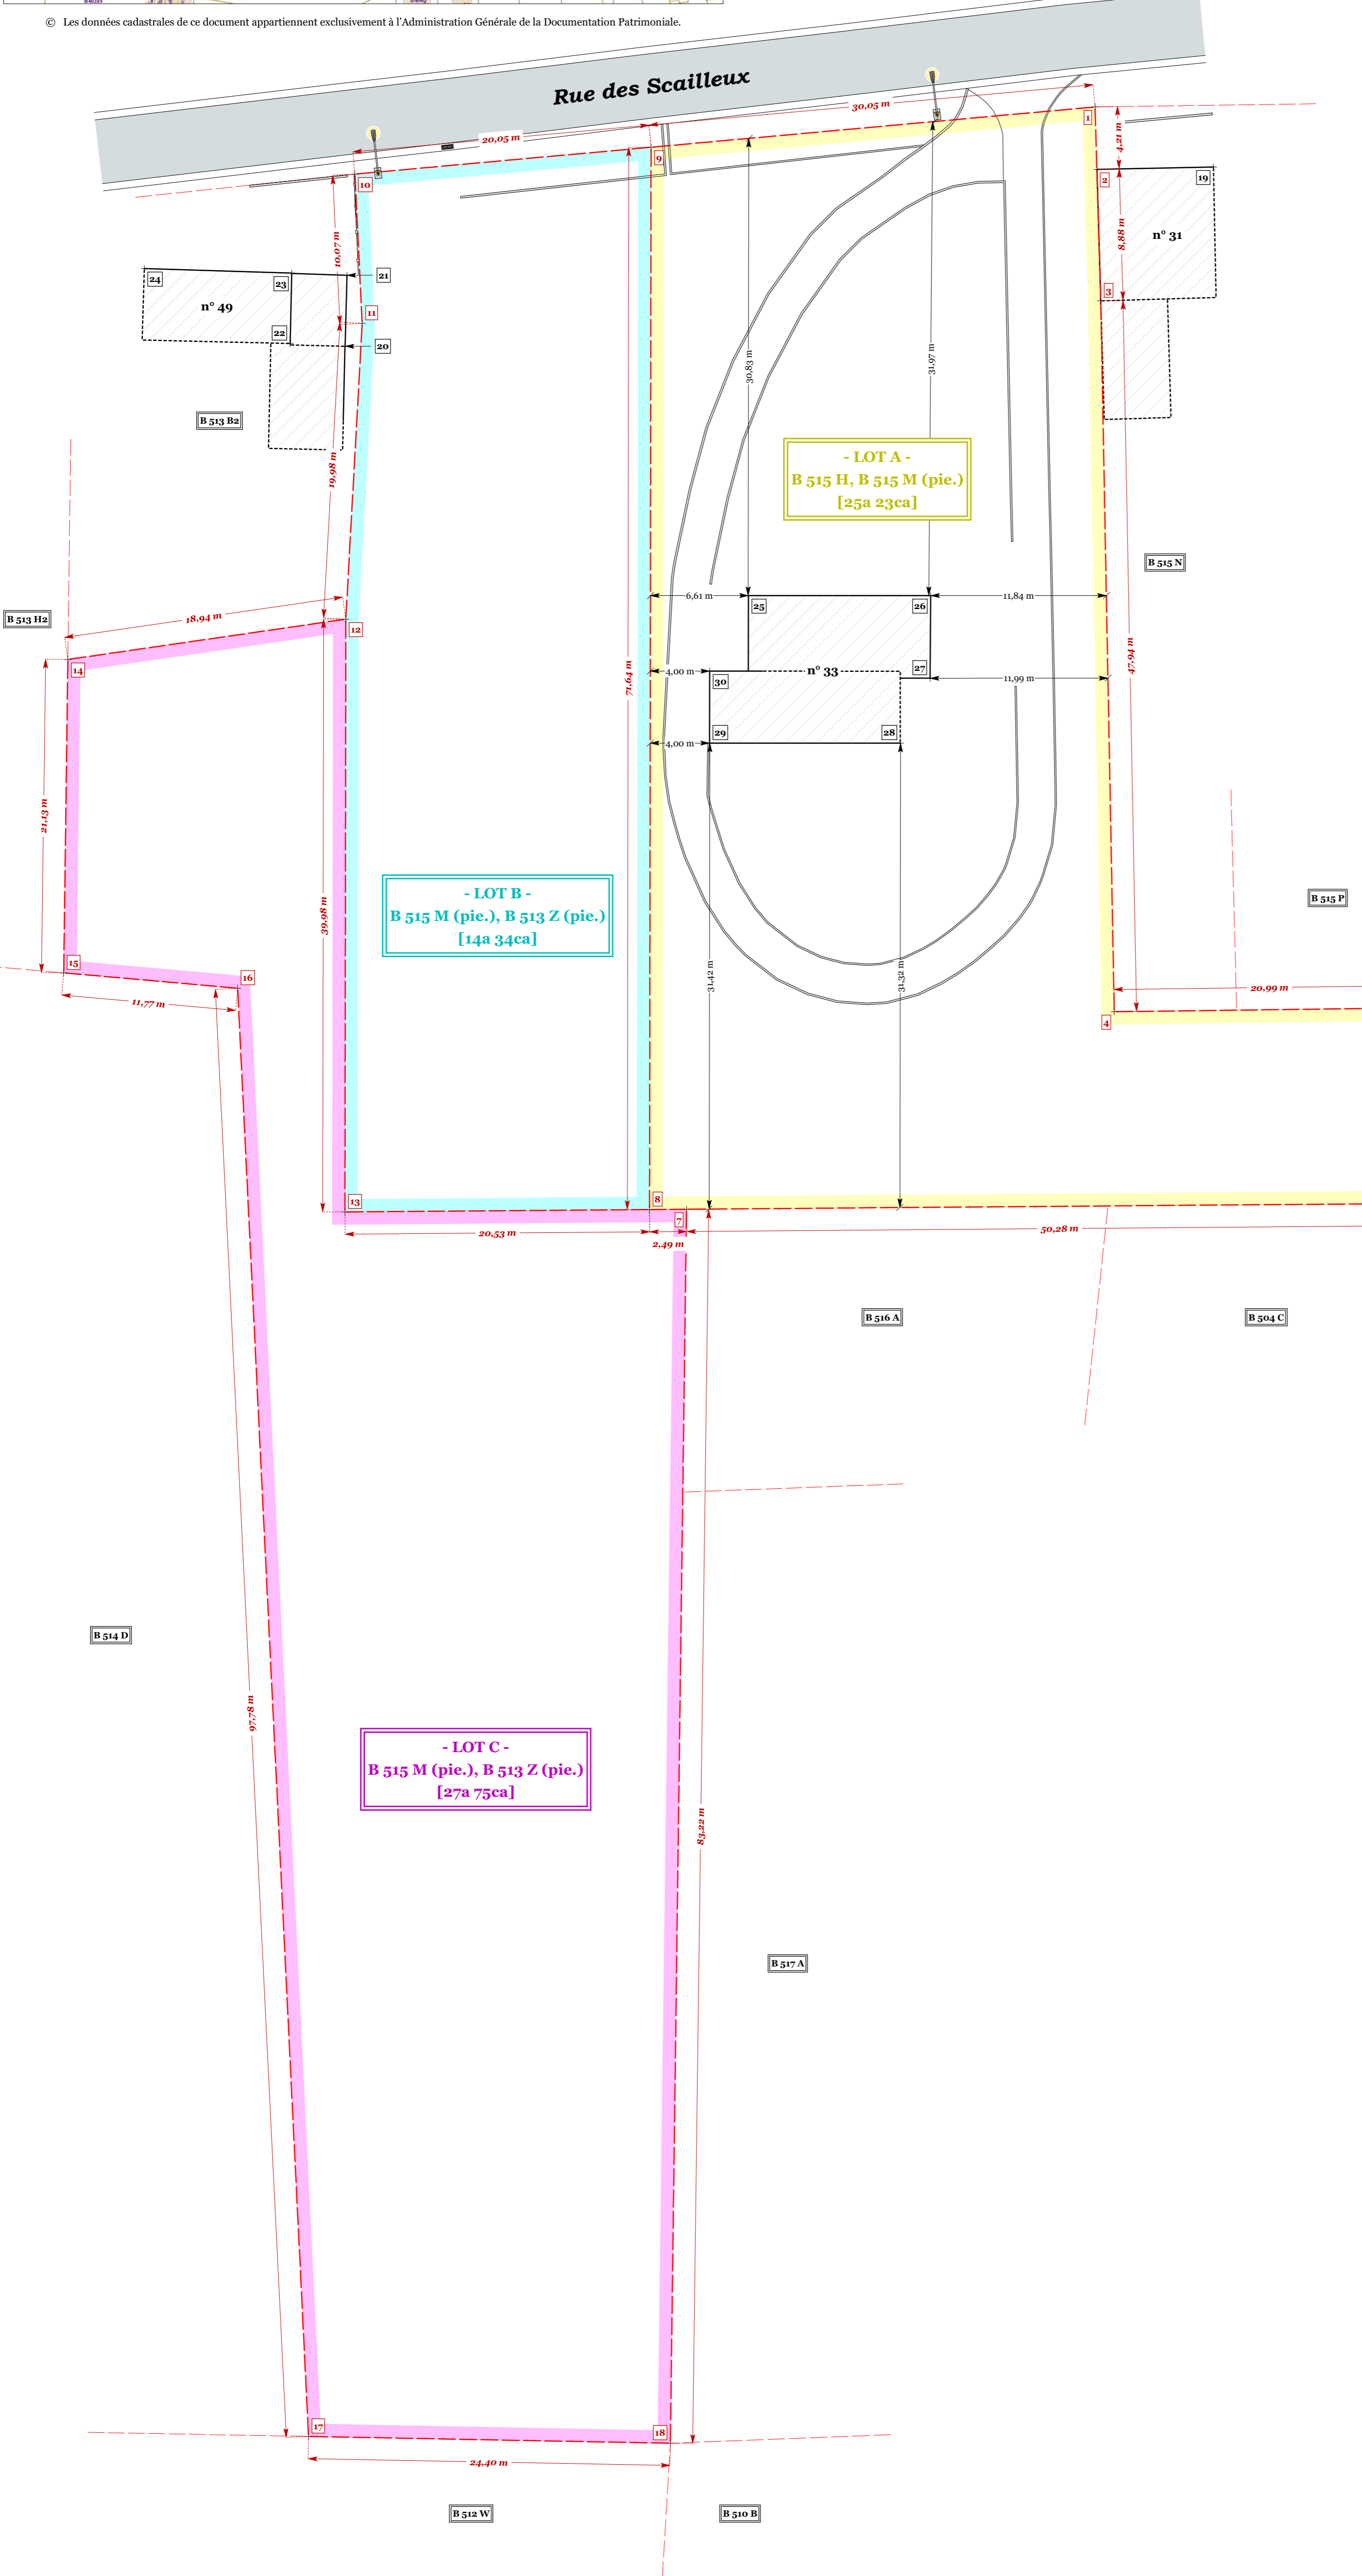 © Les données cadastrales de ce document appartiennent exclusivement à l'Administration Générale de la Documentation Patrimoniale.
Rue des Scailleux
30,05 m
20,05 m
1
4,21 m
9
2
19
10
n° 31
8,88 m
10,07 m
24
23
21
n° 49
3
11
22
20
30,83 m
31,97 m
B 513 B2
- LOT A -
B 515 H, B 515 M (pie.)
[25a 23ca]
19,98 m
B 515 N
6,61 m
11,84 m
25
26
B 513 H2
18,94 m
12
47,94 m
14
4,00 m
n° 33
27
71,64 m
30
11,99 m
29
28
4,00 m
21,13 m
- LOT B -
B 515 M (pie.), B 513 Z (pie.)
[14a 34ca]
B 515 P
39,98 m
15
16
31,42 m
31,32 m
20,99 m
11,77 m
4
13
8
7
20,53 m
2,49 m
50,28 m
B 516 A
B 504 C
B 514 D
97,78 m
- LOT C -
B 515 M (pie.), B 513 Z (pie.)
[27a 75ca]
83,22 m
B 517 A
17
18
24,40 m
B 512 W
B 510 B